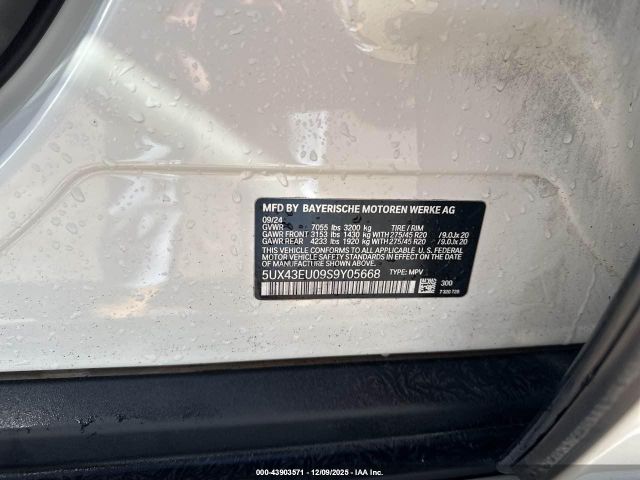 MFD BY BAYERISCHE MOTOREN WERKE AG
09/24
GVWR 7055 lbs 3200 kg TIRE / RIM
GAWR FRONT 3153 lbs 1430 kg WITH 275/45 R20 /9.0Jx 20
GAWR REAR 4233 lbs 1920 kg WITH 275/45 R20 /9.0Jx 20
THIS VEHICLE CONFORMS TO ALL APPLICABLE U.S. FEDERAL
MOTOR VEHICLE SAFETY STANDARDS IN EFFECT ON THE
DATE OF MANUFACTURE SHOWN ABOVE.
5UX43EU09S9Y05668 TYPE: MPV
300
000-43903571 | 12/09/2025 | IAA Inc.